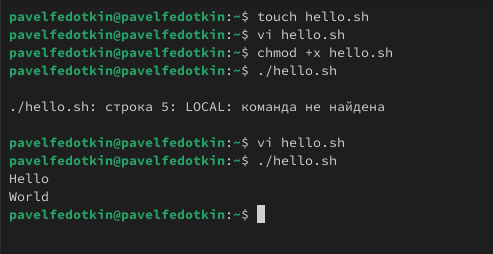 pavelfedotkin@pavelfedotkin:~$ touch hello.sh
pavelfedotkin@pavelfedotkin:~$ vi hello.sh
pavelfedotkin@pavelfedotkin:~$ chmod +x hello.sh
pavelfedotkin@pavelfedotkin:~$ ./hello.sh
./hello.sh: строка 5: LOCAL: команда не найдена
pavelfedotkin@pavelfedotkin:~$ vi hello.sh
pavelfedotkin@pavelfedotkin:~$ ./hello.sh
Hello
World
pavelfedotkin@pavelfedotkin:~$